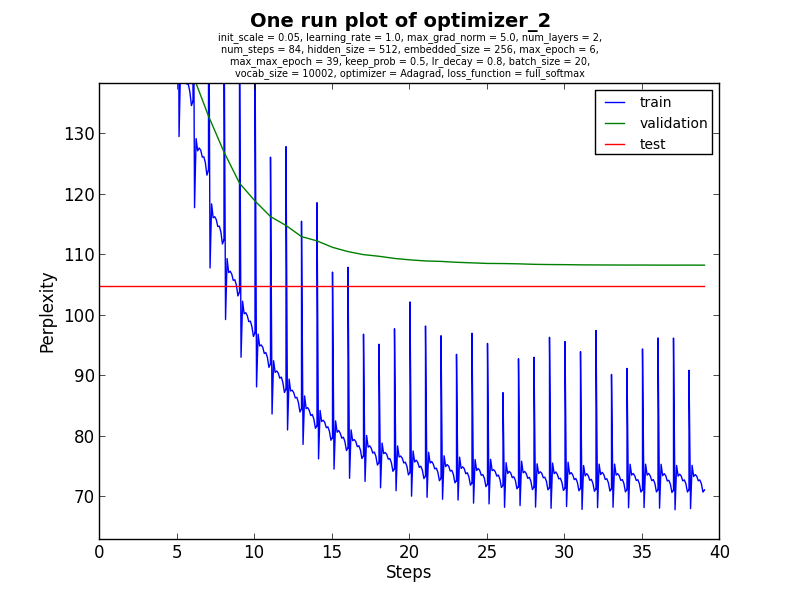 One run plot of optimizer_2
init_scale = 0.05, learning_rate = 1.0, max_grad_norm = 5.0, num_layers = 2,
num_steps = 84, hidden_size = 512, embedded_size = 256, max_epoch = 6,
max_max_epoch = 39, keep_prob = 0.5, lr_decay = 0.8, batch_size = 20,
vocab_size = 10002, optimizer = Adagrad, loss_function = full_softmax
train
validation
test
130
120
110
100
90
80
70
Perplexity
0 5 10 15 20 25 30 35 40
Steps